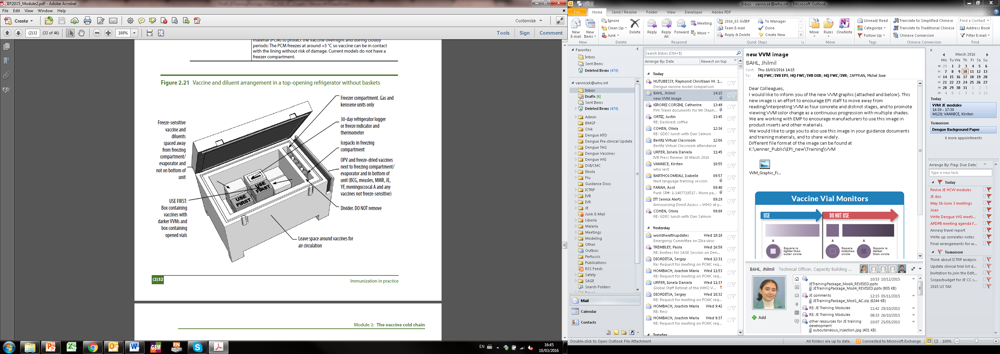 IIP2015_Module2.pdf - Adobe Acrobat
File Edit View Window Help
Create
Customize
(2)32 (32 of 46) 100%
Tools Sign Comment
material (PCM) to protect the vaccine overnight and during cloudy
periods: The PCM freezes at around +5 °C so vaccine can be in contact
with the lining without risk of damage. Current models do not have a
freezer compartment.
Figure 2.21 Vaccine and diluent arrangement in a top-opening refrigerator without baskets
Freezer compartment. Gas and
kerosene units only
30-day refrigerator logger
or freeze indicator and
thermometer
Icepacks in freezing
compartment
OPV and freeze-dried vaccines
next to freezing compartment/
evaporator and in bottom of
unit (BCG, measles, MMR, JE,
YF, meningoccocal A and any
vaccines not freeze-sensitive)
Divider. DO NOT remove
Leave space around vaccines for
air circulation
Freeze-sensitive
vaccine and
diluents
spaced away
from freezing
compartment/
evaporator and
not on bottom of
unit
USE FIRST:
Box containing
vaccines with
darker VVMs and
box containing
opened vials
USE
FIRST
USE
FIRST
(2)32
Immunization in practice
Module 2: The vaccine cold chain
GSM
EN
EN
16:45
10/03/2016
Inbox - vannicek@who.int - Microsoft Outlook
File Home Send / Receive Folder View Developer Adobe PDF
New
E-mail
New
Items
New
Ignore
Clean Up
Junk
Delete
Delete
Reply
Reply
All
Forward
Meeting
More
Respond
2016_03 GVIRF
Team E-mail
Reply & Delete
To Manager
Done
Create New
Quick Steps
Move
Rules
OneNote
Move
Unread/ Read
Categorize
Follow Up
Tags
Translate to Simplified Chinese
Translate to Traditional Chinese
Chinese Conversion
Chinese Conversion
Find a Contact
Address Book
Filter E-mail
Find
Favorites
Inbox
Sent Items
Deleted Items (470)
vannicek@who.int
Inbox
Drafts [6]
Sent Items
Deleted Items (470)
Admin
BMGF
Chik
Dengue NTD
Dengue Pre-clinical Update
Dengue TAG
Dengue Vaccines
Dengue WG
DVI/CMC
Ebola
Flu
Guidance Docs
ICTRP
IVB
IVR
JE
Junk E-Mail
Liberia
Malaria
Meetings
Modeling
Other
Outbox
Pertussis
Publications
RSS Feeds
Safety
SAGE
Search Folders
Mail
Calendar
Contacts
Search Inbox (Ctrl+E)
Arrange By: Date Newest on top
Today
HUTUBESSY, Raymond Christiaan W. 1...
Dengue vaccine model comparison
BAHL, Jhilmil 14:15
new VVM image
KIROREI CORSINI, Catherine 13:49
FW: Travel documents for Mr Steph...
ORTIZ, Justin 13:45
RE: Declined: coffee
COHEN, Olivia 12:36
RE: GDEC lunch with Dan Salmon
Berlitz Virtual Classroom 12:06
Berlitz Virtual Classroom attendance
URFER, Ionela Daniela 11:45
IVB Press Review: 10 March 2016
VANNICE, Kirsten 10:55
who vest
BARTHOLOMEAU, Isabelle 09:57
Next language training session
FARAH, Assil 09:40
Fwd: SR#: 1-1407719517 - None pa...
ITT Service Alerts 09:29
Announcing Direct Access – WHO at y...
COHEN, Olivia 09:08
RE: GDEC lunch with Dan Salmon
Yesterday
worldhealthupdates Wed 18:18
Emergency Committee on Zika virus
TREMBLEY, Paola Wed 16:58
RE: Invitees for SAGE Session on Den...
DIORDITSA, Sergey Wed 12:31
Re: Request for meeting on PCMC req...
HOMBACH, Joachim Maria Wed 11:53
RE: Request for meeting on PCMC req...
URFER, Ionela Daniela Wed 11:37
Global Staff Retreat of the WHO V...
DIORDITSA, Sergey Wed 10:32
RE: Request for meeting on PCMC req...
HOMBACH, Joachim Maria Wed 9:42
RE: Recs
HOMBACH, Joachim Maria Wed 9:37
RE: Request for meeting on PCMC req...
Tuesday
new VVM image
BAHL, Jhilmil
Sent: Thu 10/03/2016 14:15
To: HQ FWC/IVB EPI; HQ FWC/IVB DIR; HQ FWC/IVR; ZAFFRAN, Michel Jose
Dear Colleagues,
I would like to inform you of the new VVM graphic (attached and below). This
new image is an effort to encourage EPI staff to move away from
reading/interpreting VVM as four concrete and distinct stages, and to promote
viewing VVM color change as a continuous progression with multiple shades.
We are working with EMP to encourage manufacturers to use this image in
product inserts and other materials.
We would like to urge you to also use this image in your guidance documents
and training materials, and to share widely.
Different file format of the image can be found at
K:\Jenner_Public\EPI_new\Training\VVM
VVM_Graphic_Fi...
Vaccine Vial Monitors
USE DO NOT USE
Square is
lighter than
outer circle
Square
matches
circle
Square is
darker
than circle
BAHL, Jhilmil Technical Officer, Capacity Building ...
Add
10:53 10/12/2015
JETrainingPackage_Mod4_REVISED.pptx
JETrainingPackage_Mod4_REVISED.pptx (905 KB)
JE comments 12:15 05/11/2015
JETrainingPackage_Mod1_AC.zip (6244 KB)
RE: JE Training Modules 11:42 29/10/2015
RE: JE Training Modules 08:33 26/10/2015
other resources for JE training 10:07 25/05/2015
development
subcutaneous_injection.jpg (401 KB)
March 2016
Mo Tu We Th Fr Sa Su
29 1 2 3 4 5 6
7 8 9 10 11 12 13
14 15 16 17 18 19 20
21 22 23 24 25 26 27
28 29 30 31 1 2 3
4 5 6 7 8 9 10
Today
VVM JE modules
16:30 - 17:30
M129; VANNICE, Kirsten
Tomorrow
Dengue Background Paper
6 more appointments
Arrange By: Flag: Due Date
Type a new task
Today
Revise JE HCW modules
JE doc
May 30-June 3 meetings
Joao
Write Dengue WG meeti...
APDPB meeting agenda f...
Annecy travel report
Write up correlates notes
Final arrangements for w...
Tomorrow
Think about ICTRP analysis
Update clinical trial list d...
Invitation to join the Edit...
Scope/budget for JE CC s...
2015 US TAX
Double-click to Open Outlook File Attachment
All folders are up to date. Connected to Microsoft Exchange 100%